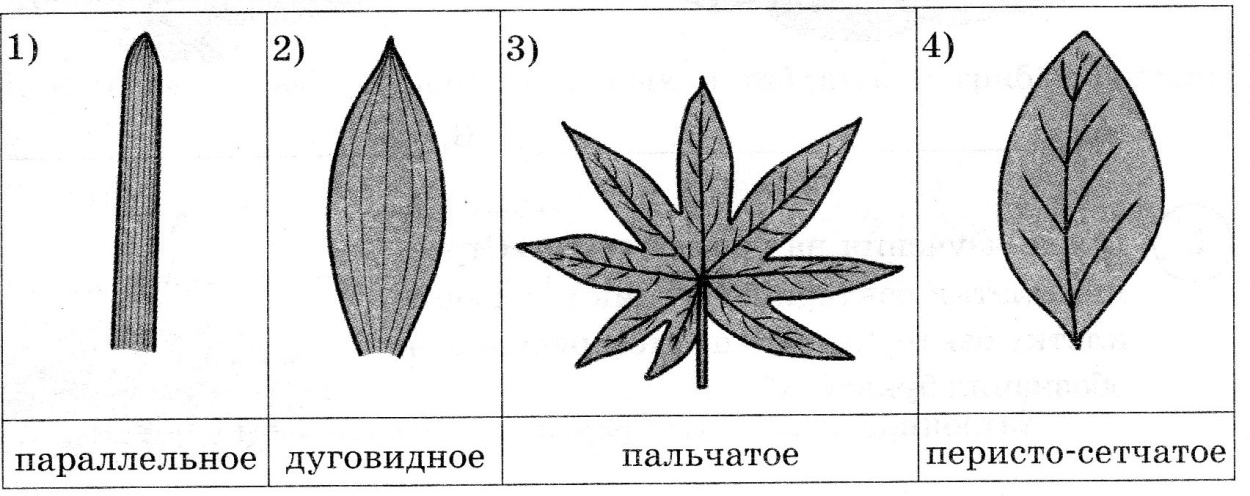 1)
2)
3)
4)
параллельное
дуговидное
пальчатое
перисто-сетчатое